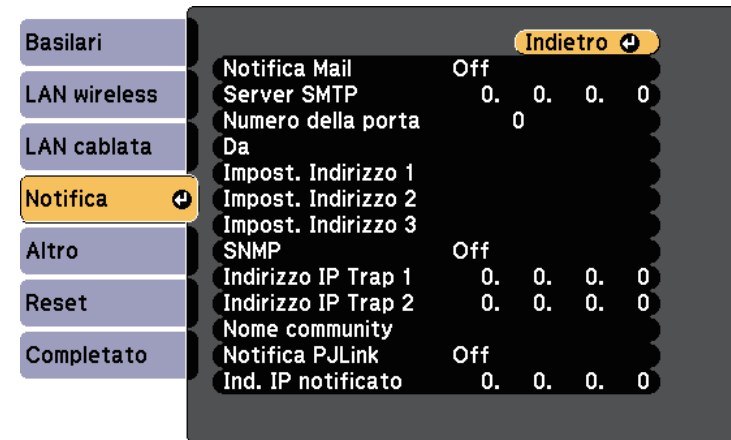 Basilari
LAN wireless
LAN cablata
Notifica
Altro
Reset
Completato
Indietro
Notifica Mail Off
Server SMTP 0. 0. 0. 0
Numero della porta 0
Da
Impost. Indirizzo 1
Impost. Indirizzo 2
Impost. Indirizzo 3
SNMP Off
Indirizzo IP Trap 1 0. 0. 0. 0
Indirizzo IP Trap 2 0. 0. 0. 0
Nome community
Notifica PJLink Off
Ind. IP notificato 0. 0. 0. 0